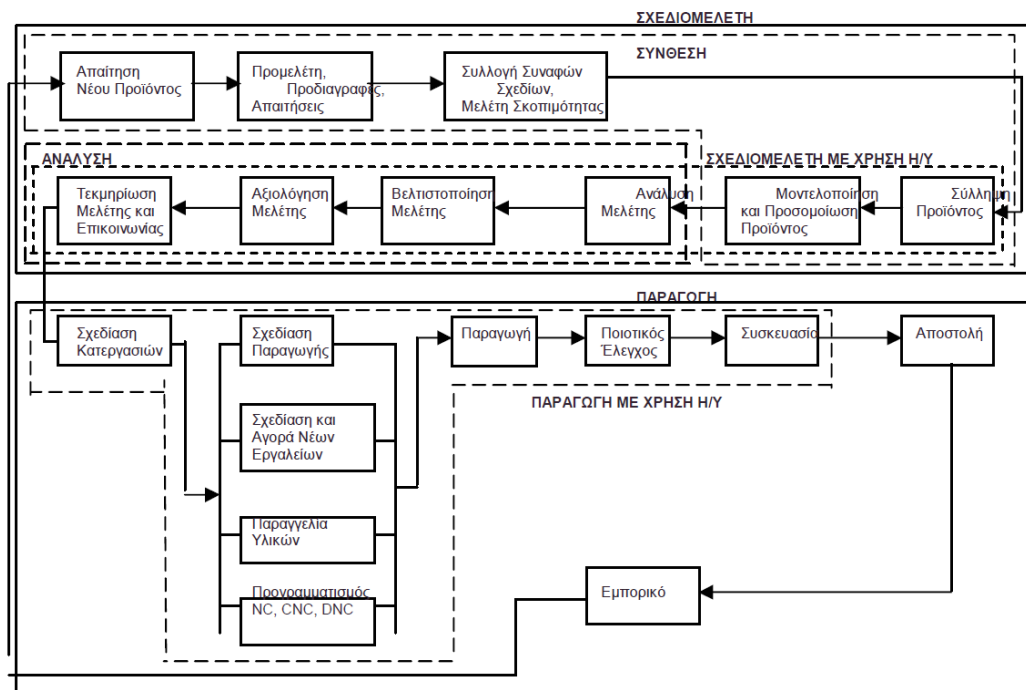 ΣΧΕΔΙΟΜΕΛΕΤΗ
ΣΥΝΘΕΣΗ
Απαίτηση
Νέου Προϊόντος
Προμελέτη,
Προδιαγραφές,
Απαιτήσεις
Συλλογή Συναφών
Σχεδίων,
Μελέτη Σκοπιμότητας
ΑΝΑΛΥΣΗ
ΣΧΕΔΙΟΜΕΛΕΤΗ ΜΕ ΧΡΗΣΗ Η/Υ
Τεκμηρίωση
Μελέτης και
Επικοινωνίας
Αξιολόγηση
Μελέτης
Βελτιστοποίηση
Μελέτης
Ανάλυση
Μελέτης
Μοντελοποίηση
και Προσομοίωση
Προϊόντος
Σύλληψη
Προϊόντος
ΠΑΡΑΓΩΓΗ
Σχεδίαση
Κατεργασιών
Σχεδίαση
Παραγωγής
Παραγωγή
Ποιοτικός
Έλεγχος
Συσκευασία
Αποστολή
ΠΑΡΑΓΩΓΗ ΜΕ ΧΡΗΣΗ Η/Υ
Σχεδίαση και
Αγορά Νέων
Εργαλείων
Παραγγελία
Υλικών
Προγραμματισμός
NC, CNC, DNC
Εμπορικό